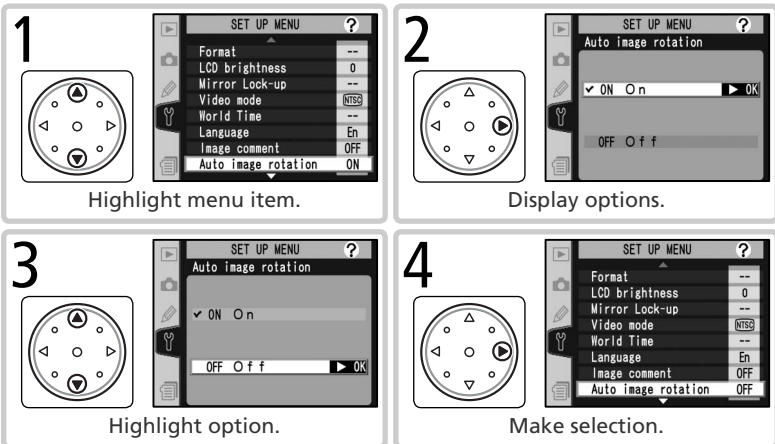 1
SET UP MENU ?
Format --
LCD brightness 0
Mirror Lock-up --
Video mode NTSC
World Time --
Language En
Image comment OFF
Auto image rotation ON
Highlight menu item.
2
SET UP MENU ?
Auto image rotation
ON On OK
OFF Off
Display options.
3
SET UP MENU ?
Auto image rotation
ON On
OFF Off OK
Highlight option.
4
SET UP MENU ?
Format --
LCD brightness 0
Mirror Lock-up --
Video mode NTSC
World Time --
Language En
Image comment OFF
Auto image rotation OFF
Make selection.